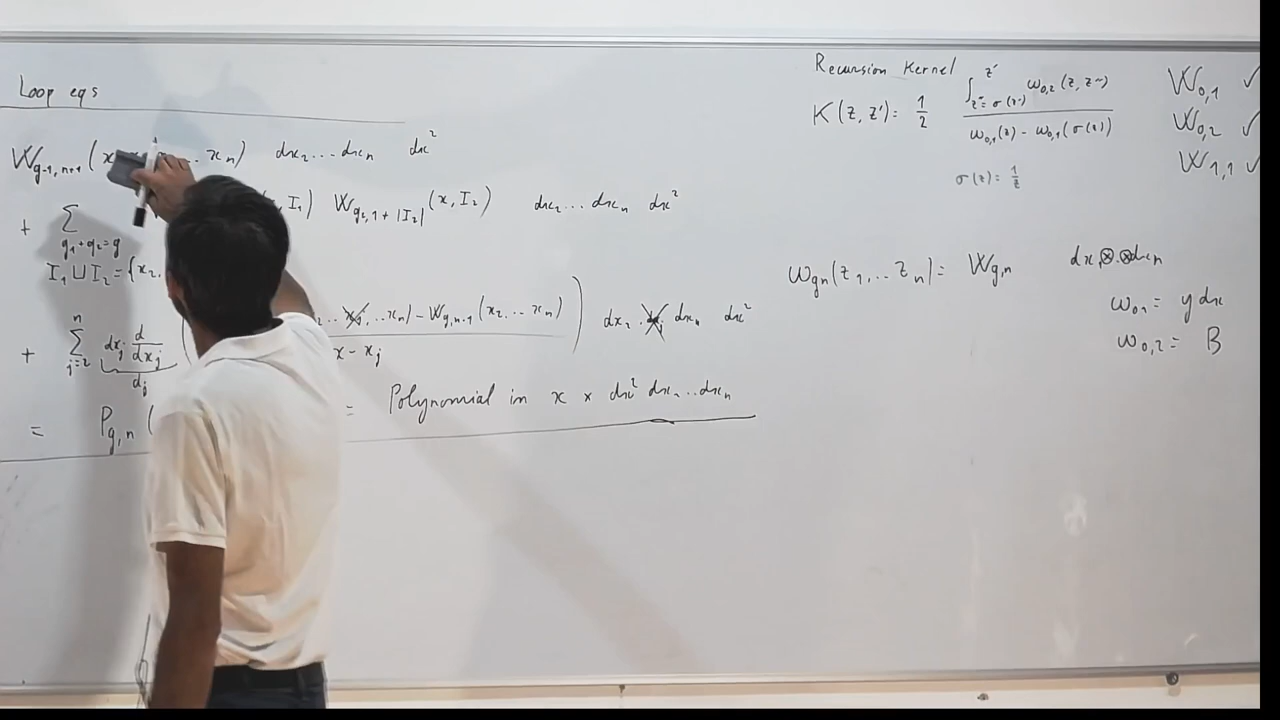 Loop eqs
W_{g-1,n+1}(x ... x_n) dx_2...dx_n dx^2
+ Σ_{g_1+g_2=g, I_1⊔I_2={x_2, , I_1) W_{g_2,1+|I_2|}(x, I_2) dx_2...dx_n dx^2
+ Σ_{j=2}^{n} dx_j d/dx_j ( ...x_j...x_n) - W_{g,n-1}(x_2...x_n) / x - x_j ) dx_2 . dx_n dx^2
d_j
= P_{g,n}( = Polynomial in x × dx^2 dx_2...dx_n
Recursion Kernel
K(z, z') = 1/2 ∫_{z''=σ(z')}^{z'} ω_{0,2}(z, z'') / ω_{0,1}(z) - ω_{0,1}(σ(z))
σ(z) = 1/z
W_{0,1} ✓
W_{0,2} ✓
W_{1,1} ✓
ω_{gn}(z_1,...z_n) = W_{g,n} dx_1⊗..⊗dx_n
ω_{01} = y dx
ω_{0,2} = B